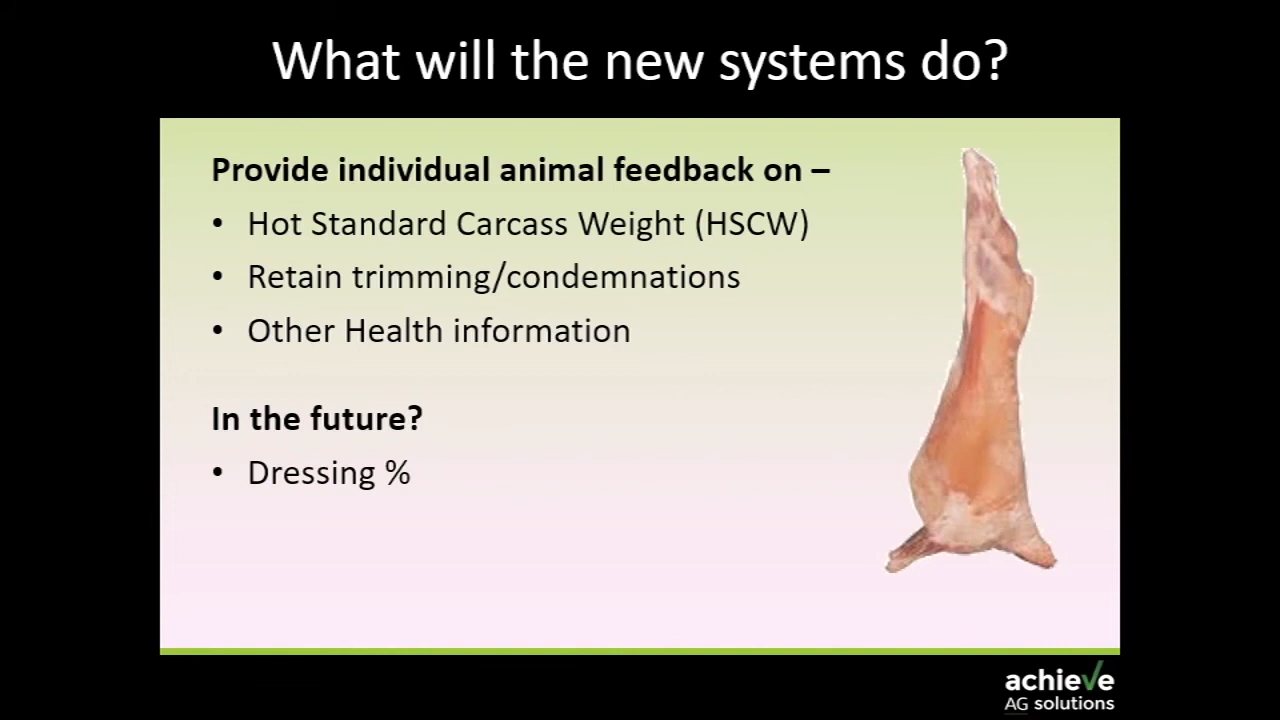 What will the new systems do?
Provide individual animal feedback on –
• Hot Standard Carcass Weight (HSCW)
• Retain trimming/condemnations
• Other Health information
In the future?
• Dressing %
achieve
AG solutions